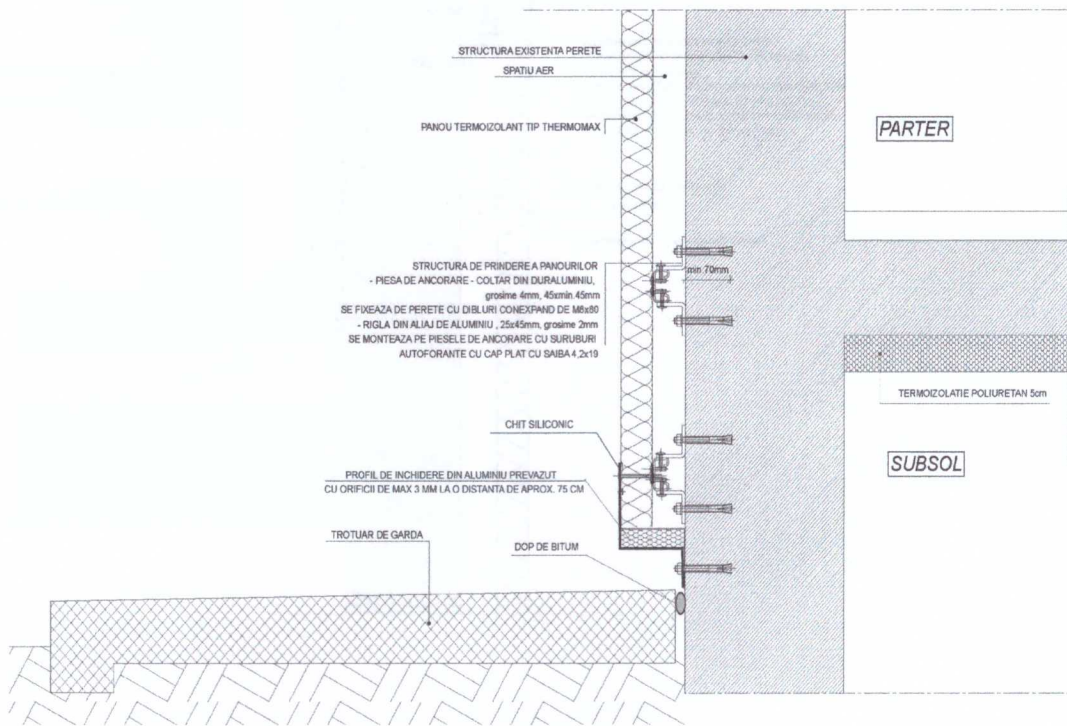 STRUCTURA EXISTENTA PERETE
SPATIU AER
PANOU TERMOIZOLANT TIP THERMOMAX
PARTER
STRUCTURA DE PRINDERE A PANOURILOR
- PIESA DE ANCORARE - COLTAR DIN DURALUMINIU,
grosime 4mm, 45xmin.45mm
SE FIXEAZA DE PERETE CU DIBLURI CONEXPAND DE M8x80
- RIGLA DIN ALIAJ DE ALUMINIU , 25x45mm, grosime 2mm
SE MONTEAZA PE PIESELE DE ANCORARE CU SURUBURI
AUTOFORANTE CU CAP PLAT CU SAIBA 4,2x19
min 70mm
TERMOIZOLATIE POLIURETAN 5cm
CHIT SILICONIC
SUBSOL
PROFIL DE INCHIDERE DIN ALUMINIU PREVAZUT
CU ORIFICII DE MAX 3 MM LA O DISTANTA DE APROX. 75 CM
TROTUAR DE GARDA
DOP DE BITUM